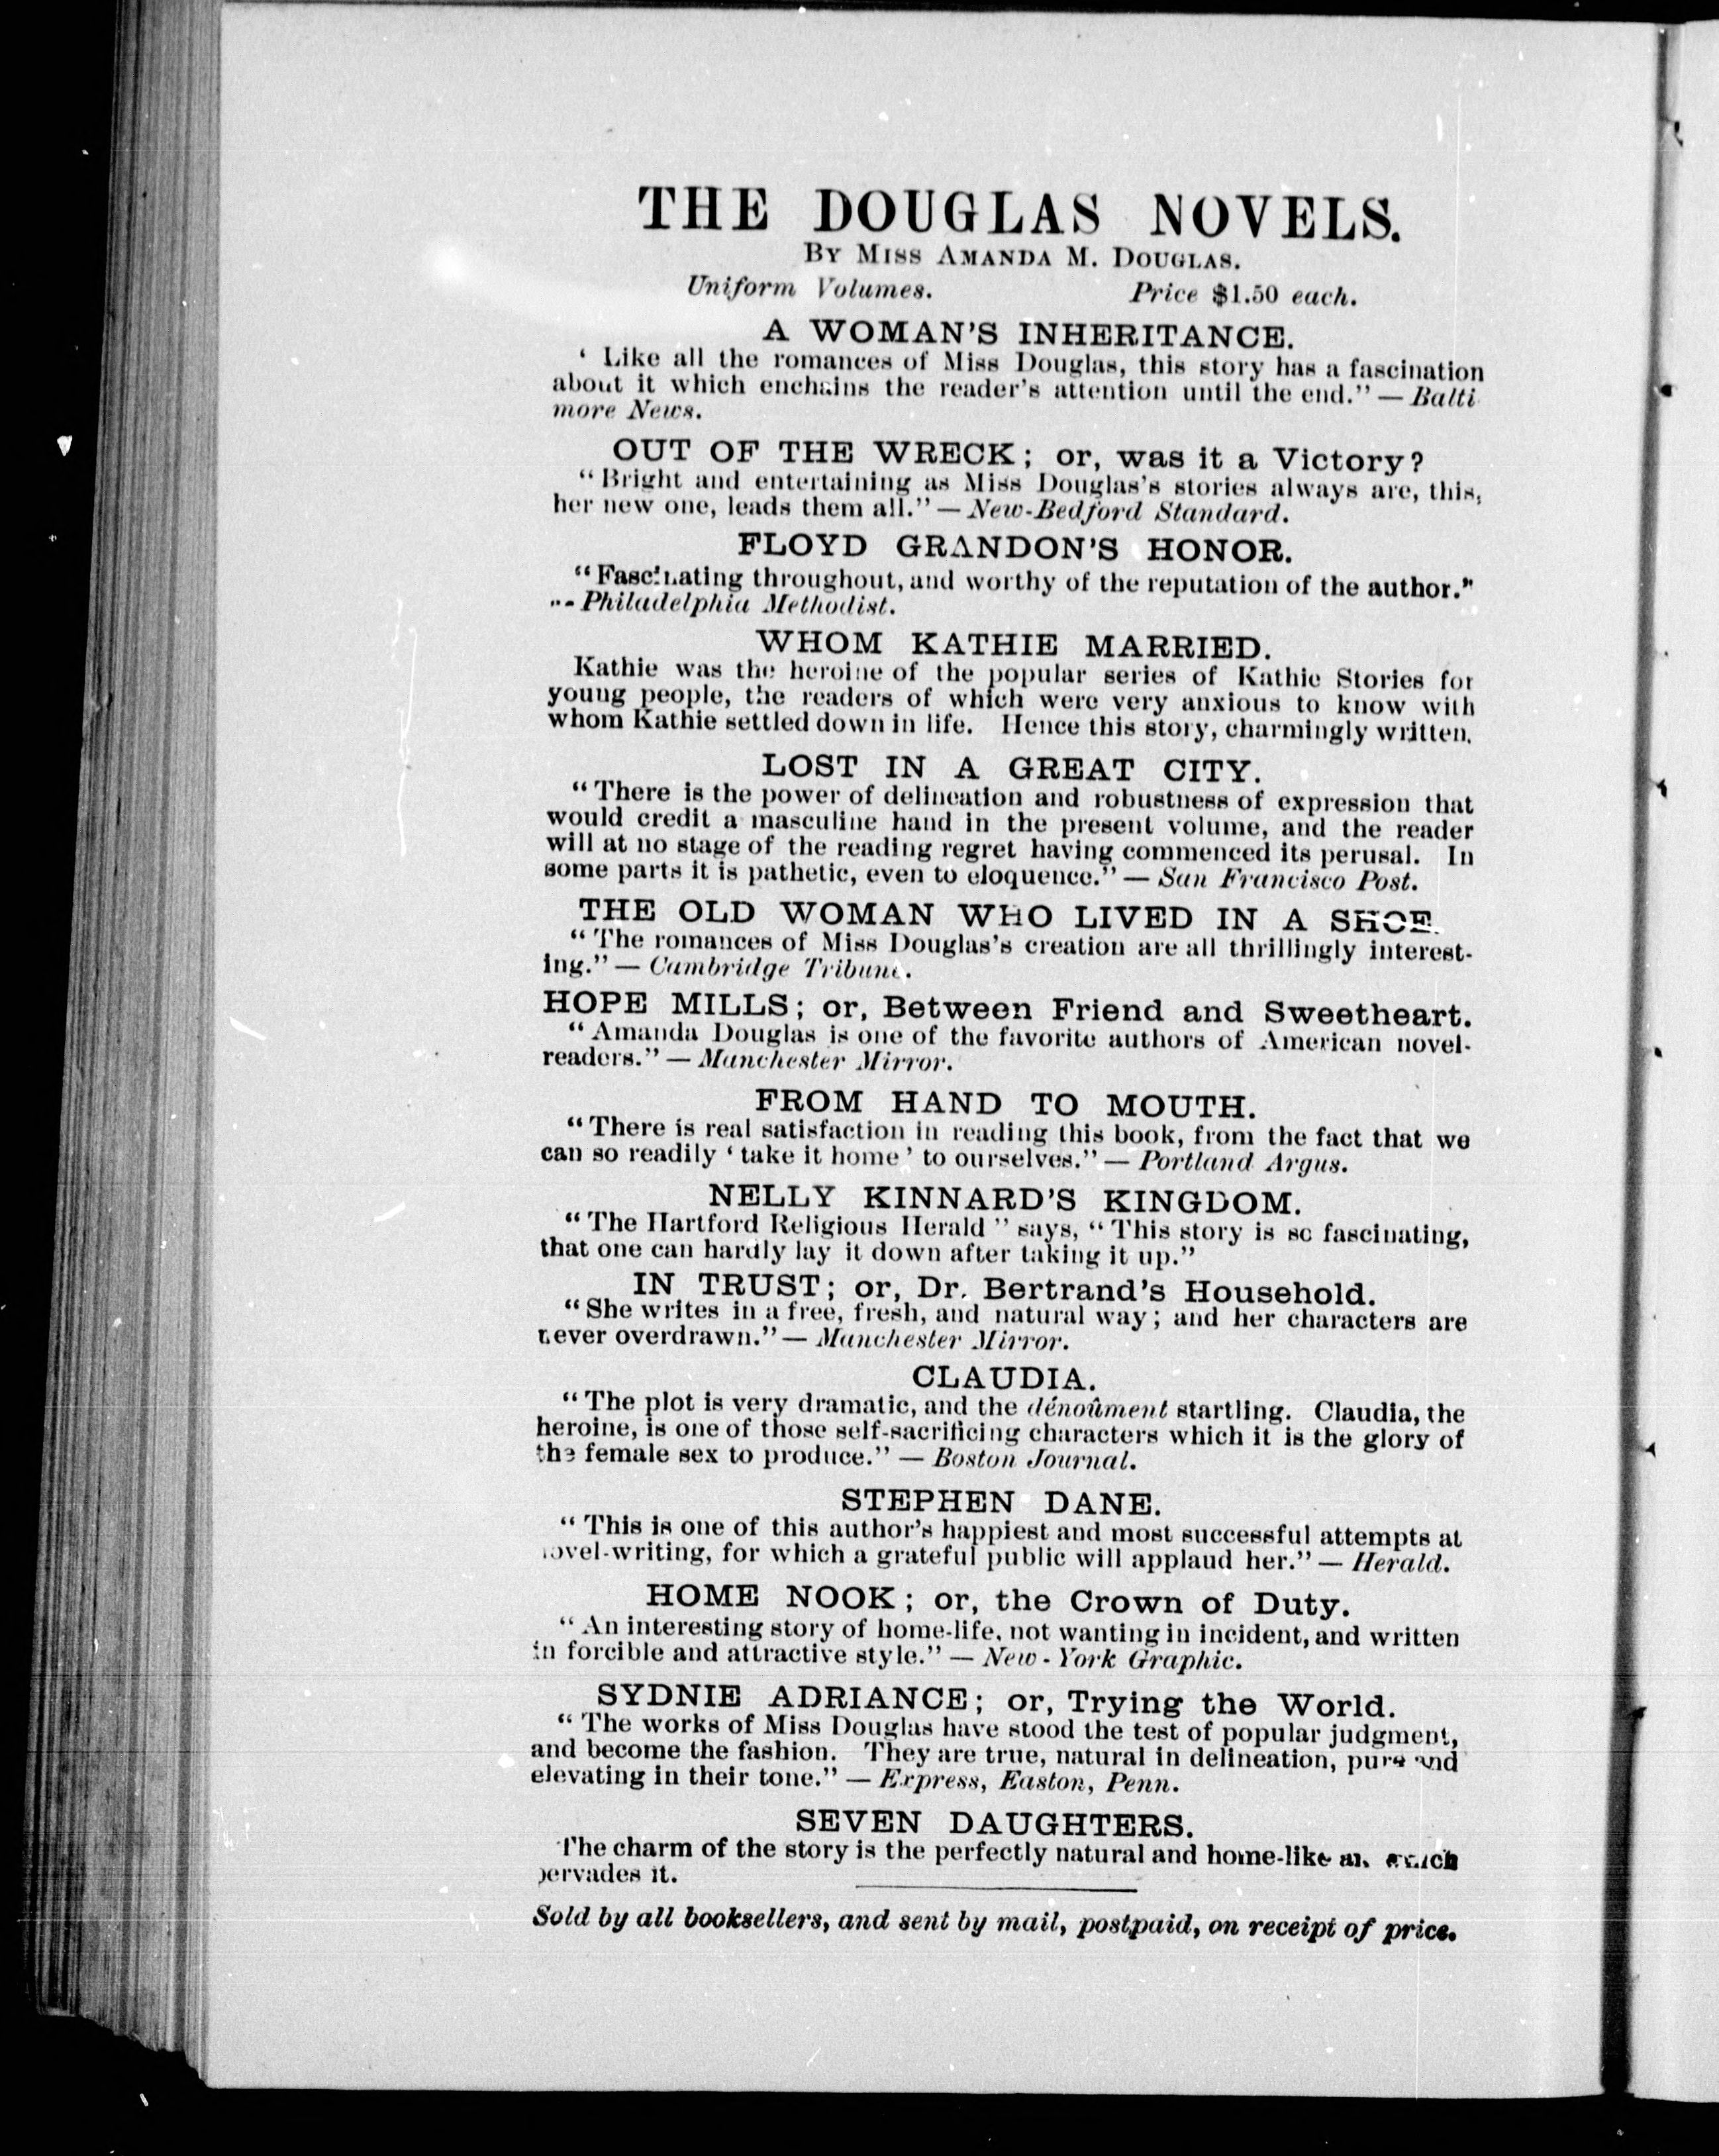 THE DOUGLAS NOVELS.
BY MISS AMANDA M. DOUGLAS.
Uniform Volumes. Price $1.50 each.
A WOMAN'S INHERITANCE.
‘ Like all the romances of Miss Douglas, this story has a fascination
about it which enchains the reader's attention until the end.” — Balti
more News.
OUT OF THE WRECK; or, was it a Victory?
“Bright and entertaining as Miss Douglas's stories always are, this,
her new one, leads them all.” — New-Bedford Standard.
FLOYD GRANDON'S HONOR.
“Fascinating throughout, and worthy of the reputation of the author.”
-- Philadelphia Methodist.
WHOM KATHIE MARRIED.
Kathie was the heroine of the popular series of Kathie Stories for
young people, the readers of which were very anxious to know with
whom Kathie settled down in life. Hence this story, charmingly written.
LOST IN A GREAT CITY.
“There is the power of delineation and robustness of expression that
would credit a masculine hand in the present volume, and the reader
will at no stage of the reading regret having commenced its perusal. In
some parts it is pathetic, even to eloquence.” — San Francisco Post.
THE OLD WOMAN WHO LIVED IN A SHOE.
“The romances of Miss Douglas's creation are all thrillingly interest-
ing.” — Cambridge Tribune.
HOPE MILLS; or, Between Friend and Sweetheart.
“Amanda Douglas is one of the favorite authors of American novel-
readers.” — Manchester Mirror.
FROM HAND TO MOUTH.
“There is real satisfaction in reading this book, from the fact that we
can so readily ‘take it home’ to ourselves.” — Portland Argus.
NELLY KINNARD'S KINGDOM.
“The Hartford Religious Herald” says, “This story is so fascinating,
that one can hardly lay it down after taking it up.”
IN TRUST; or, Dr. Bertrand's Household.
“She writes in a free, fresh, and natural way; and her characters are
never overdrawn.” — Manchester Mirror.
CLAUDIA.
“The plot is very dramatic, and the dénoûment startling. Claudia, the
heroine, is one of those self-sacrificing characters which it is the glory of
the female sex to produce.” — Boston Journal.
STEPHEN DANE.
“This is one of this author's happiest and most successful attempts at
novel-writing, for which a grateful public will applaud her.” — Herald.
HOME NOOK; or, the Crown of Duty.
“An interesting story of home-life, not wanting in incident, and written
in forcible and attractive style.” — New-York Graphic.
SYDNIE ADRIANCE; or, Trying the World.
“The works of Miss Douglas have stood the test of popular judgment,
and become the fashion. They are true, natural in delineation, pure and
elevating in their tone.” — Express, Easton, Penn.
SEVEN DAUGHTERS.
The charm of the story is the perfectly natural and home-like
pervades it.
Sold by all booksellers, and sent by mail, postpaid, on receipt of price.